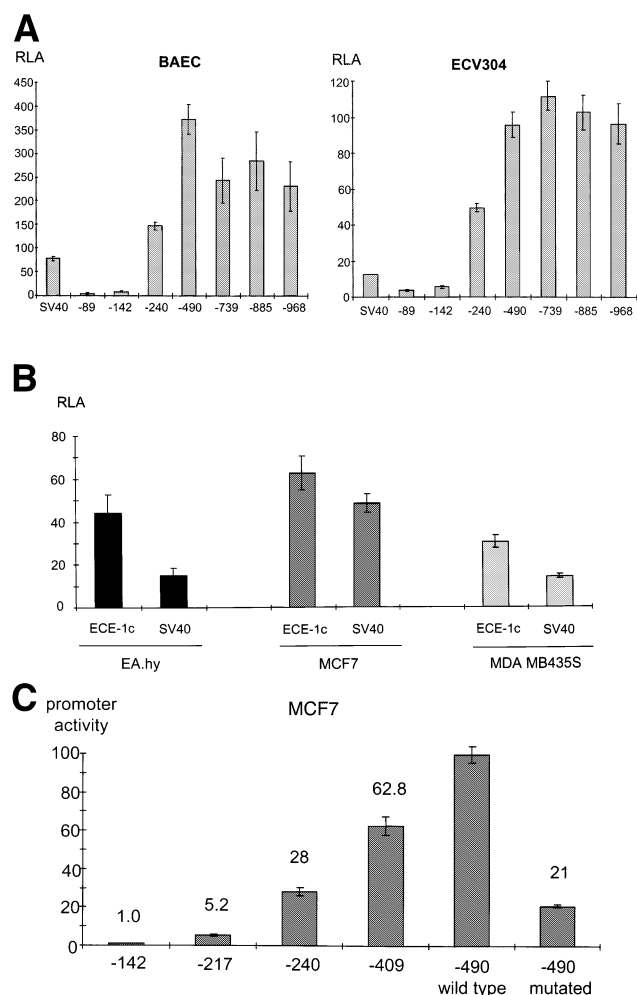 A
RLA
BAEC
450
400
350
300
250
200
150
100
50
0
SV40 -89 -142 -240 -490 -739 -885 -968
RLA
ECV304
120
100
80
60
40
20
0
SV40 -89 -142 -240 -490 -739 -885 -968
B
RLA
80
60
40
20
0
ECE-1c SV40 ECE-1c SV40 ECE-1c SV40
EA.hy MCF7 MDA MB435S
C
promoter
activity
MCF7
100
80
60
40
20
0
1.0
5.2
28
62.8
21
-142 -217 -240 -409 -490 -490
wild type mutated